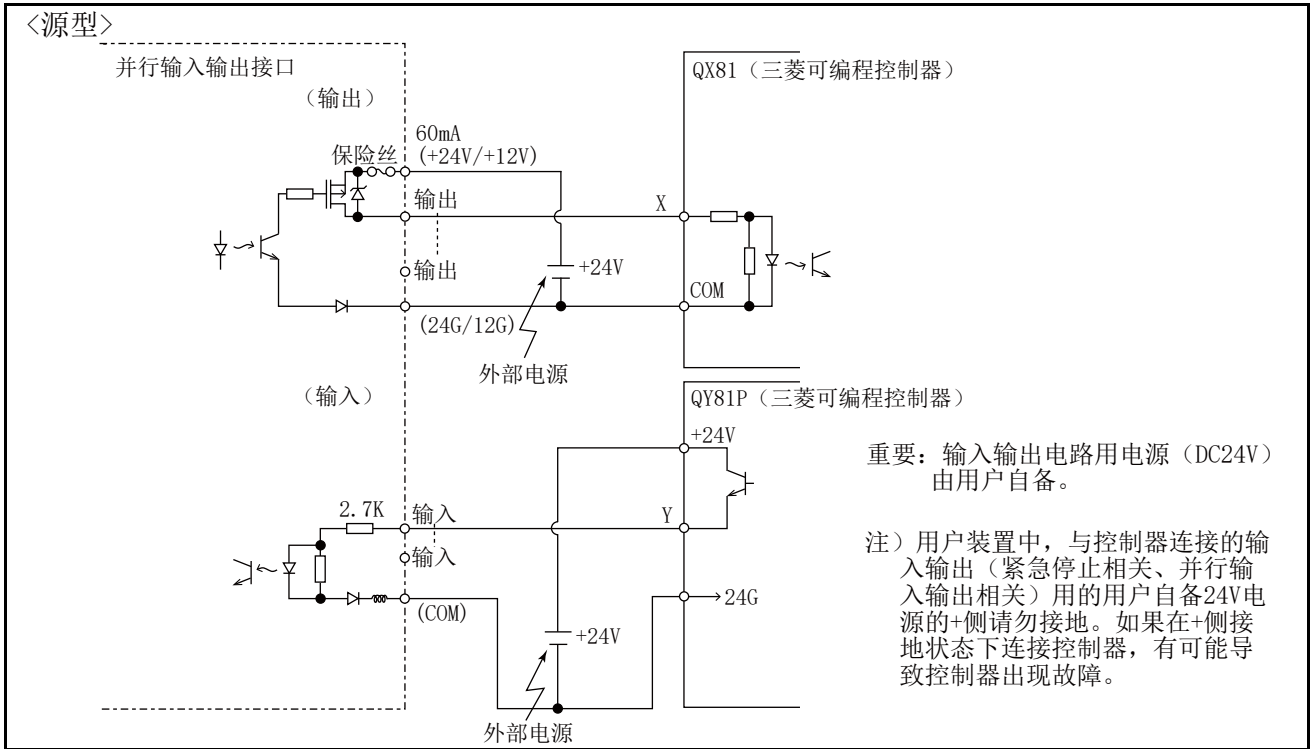 <源型>
并行输入输出接口
（输出）
保险丝
60mA
(+24V/+12V)
输出
输出
(24G/12G)
+24V
外部电源
QX81（三菱可编程控制器）
X
COM
（输入）
QY81P（三菱可编程控制器）
+24V
2.7K
输入
输入
(COM)
Y
24G
+24V
外部电源
重要：输入输出电路用电源（DC24V）
由用户自备。
注）用户装置中，与控制器连接的输
入输出（紧急停止相关、并行输
入输出相关）用的用户自备24V电
源的+侧请勿接地。如果在+侧接
地状态下连接控制器，有可能导
致控制器出现故障。